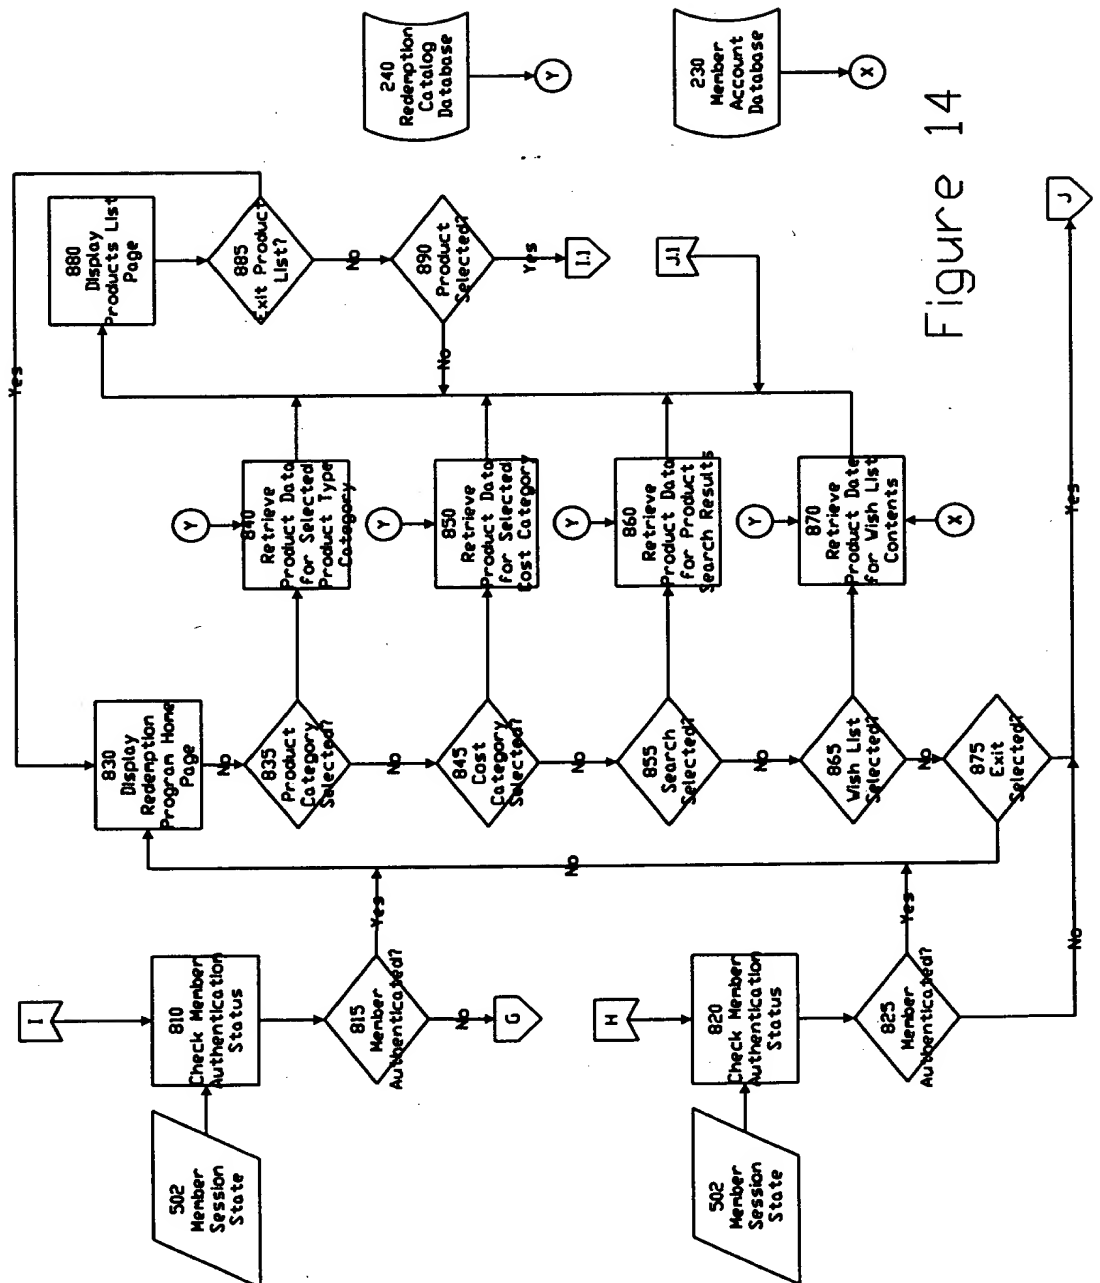 I
502
Member
Session
State
810
Check Member
Authentication
Status
815
Member
Authenticated?
Yes
No
G
H
502
Member
Session
State
820
Check Member
Authentication
Status
825
Member
Authenticated?
Yes
No
830
Display
Redemption
Program Home
Page
No
835
Product
Category
Selected?
No
845
Cost
Category
Selected?
No
855
Search
Selected?
No
865
Wish List
Selected?
No
875
Exit
Selected?
No
Yes
J
Y
840
Retrieve
Product Data
for Selected
Product Type
Category
Y
850
Retrieve
Product Data
for Selected
Cost Category
Y
860
Retrieve
Product Data
for Product
Search Results
Y
870
Retrieve
Product Date
for Wish List
Contents
X
880
Display
Products List
Page
885
Exit Product
List?
Yes
No
890
Product
Selected?
No
Yes
I.1
J.1
240
Redemption
Catalog
Database
Y
230
Member
Account
Database
X
Figure 14